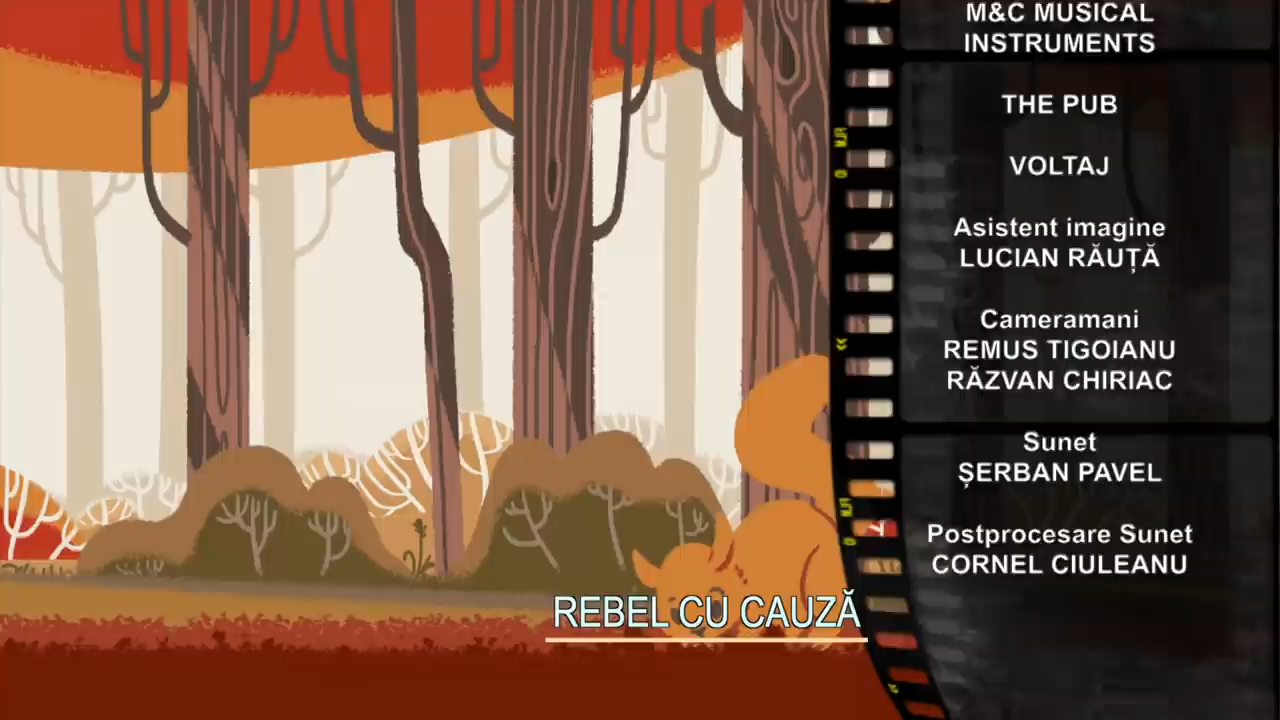 M&C MUSICAL
INSTRUMENTS
THE PUB
VOLTAJ
Asistent imagine
LUCIAN RĂUȚĂ
Cameramani
REMUS TIGOIANU
RĂZVAN CHIRIAC
Sunet
ȘERBAN PAVEL
Postprocesare Sunet
CORNEL CIULEANU
REBEL CU CAUZĂ